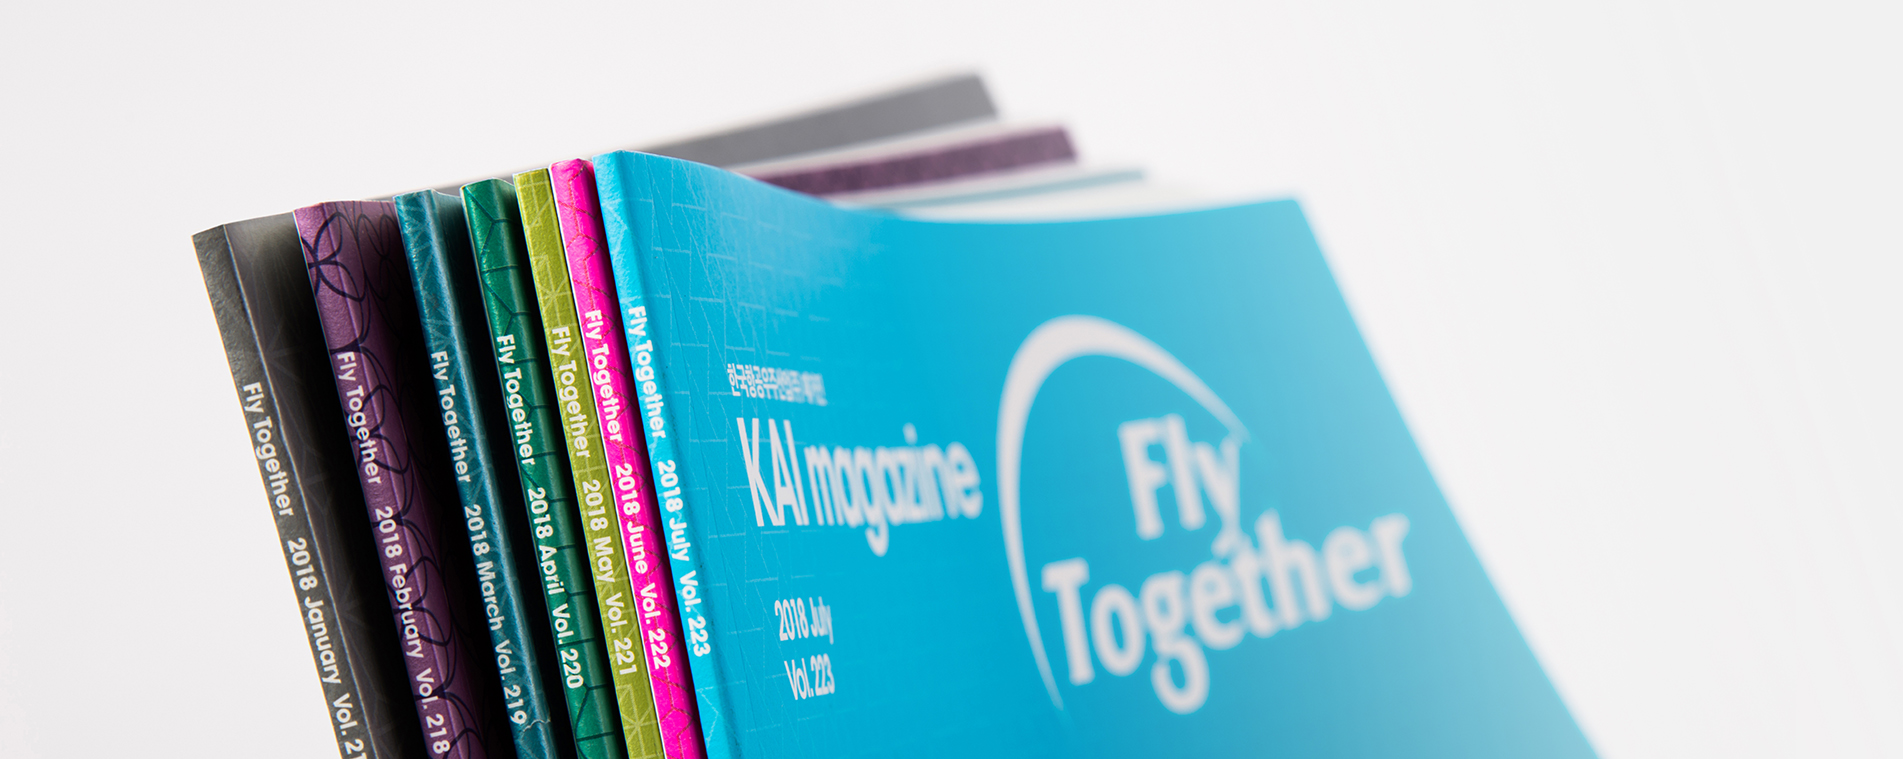 Fly Together 2018 January Vol. 21
Fly Together 2018 February Vol. 218
Fly Together 2018 March Vol. 219
Fly Together 2018 April Vol. 220
Fly Together 2018 May Vol. 221
Fly Together 2018 June Vol. 222
Fly Together 2018 July Vol. 223
한국항공우주산업(주) 매거진
KAI magazine
2018 July
Vol. 223
Fly
Together